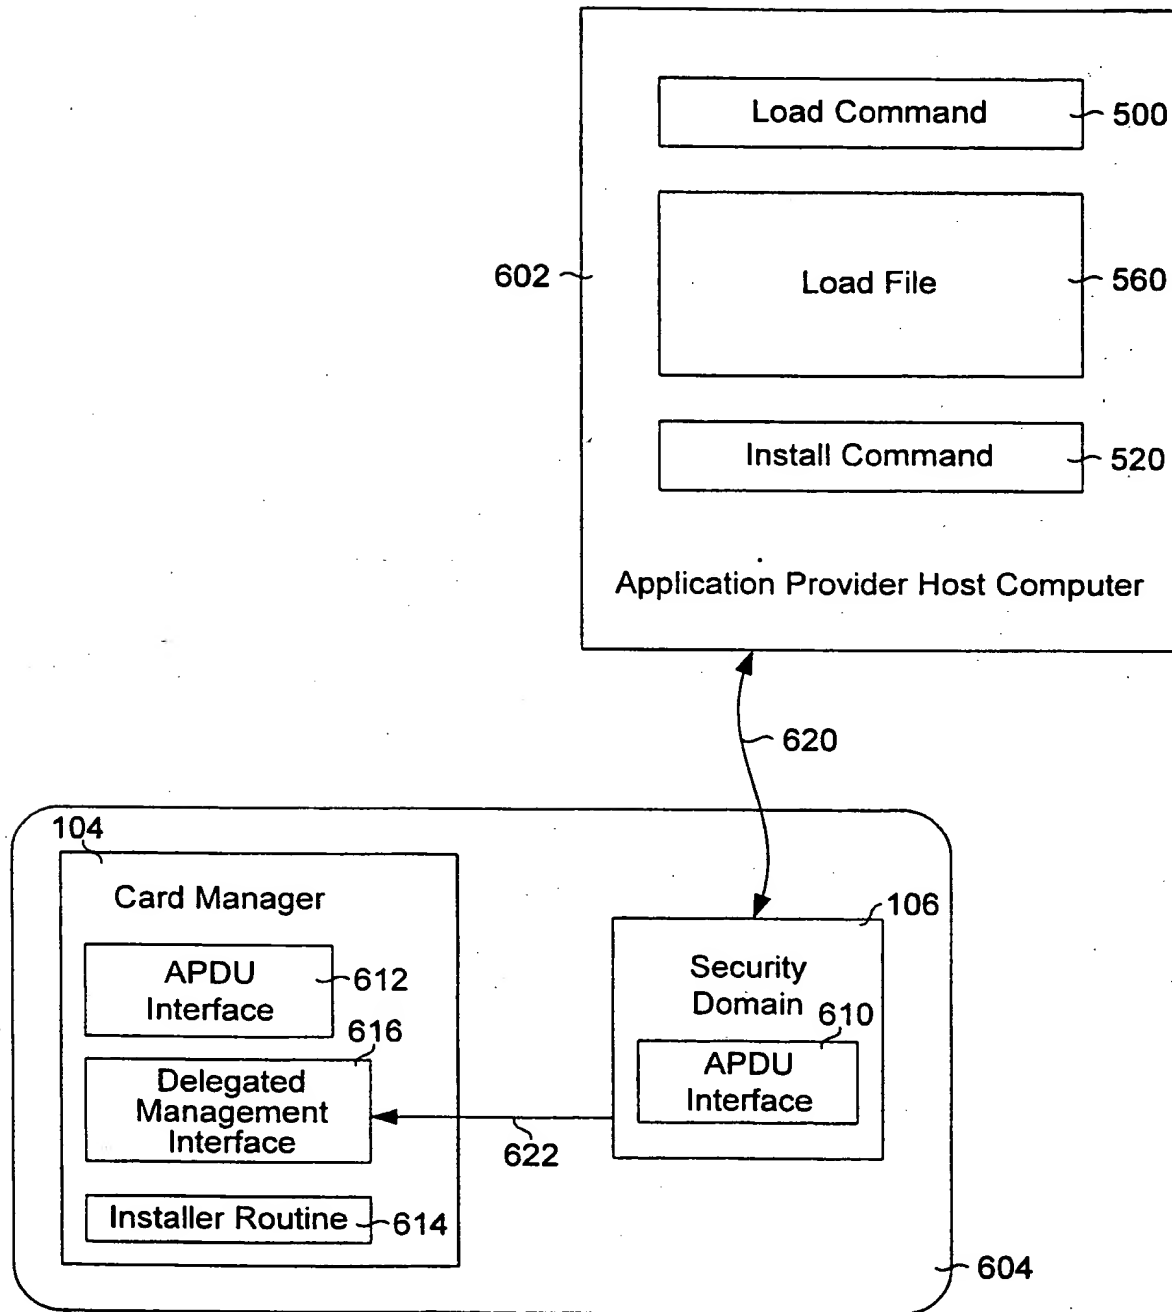 Load Command
500
Load File
560
602
Install Command
520
Application Provider Host Computer
620
104
Card Manager
106
APDU
Interface
612
Security
Domain
616
610
Delegated
Management
Interface
APDU
Interface
622
Installer Routine
614
604